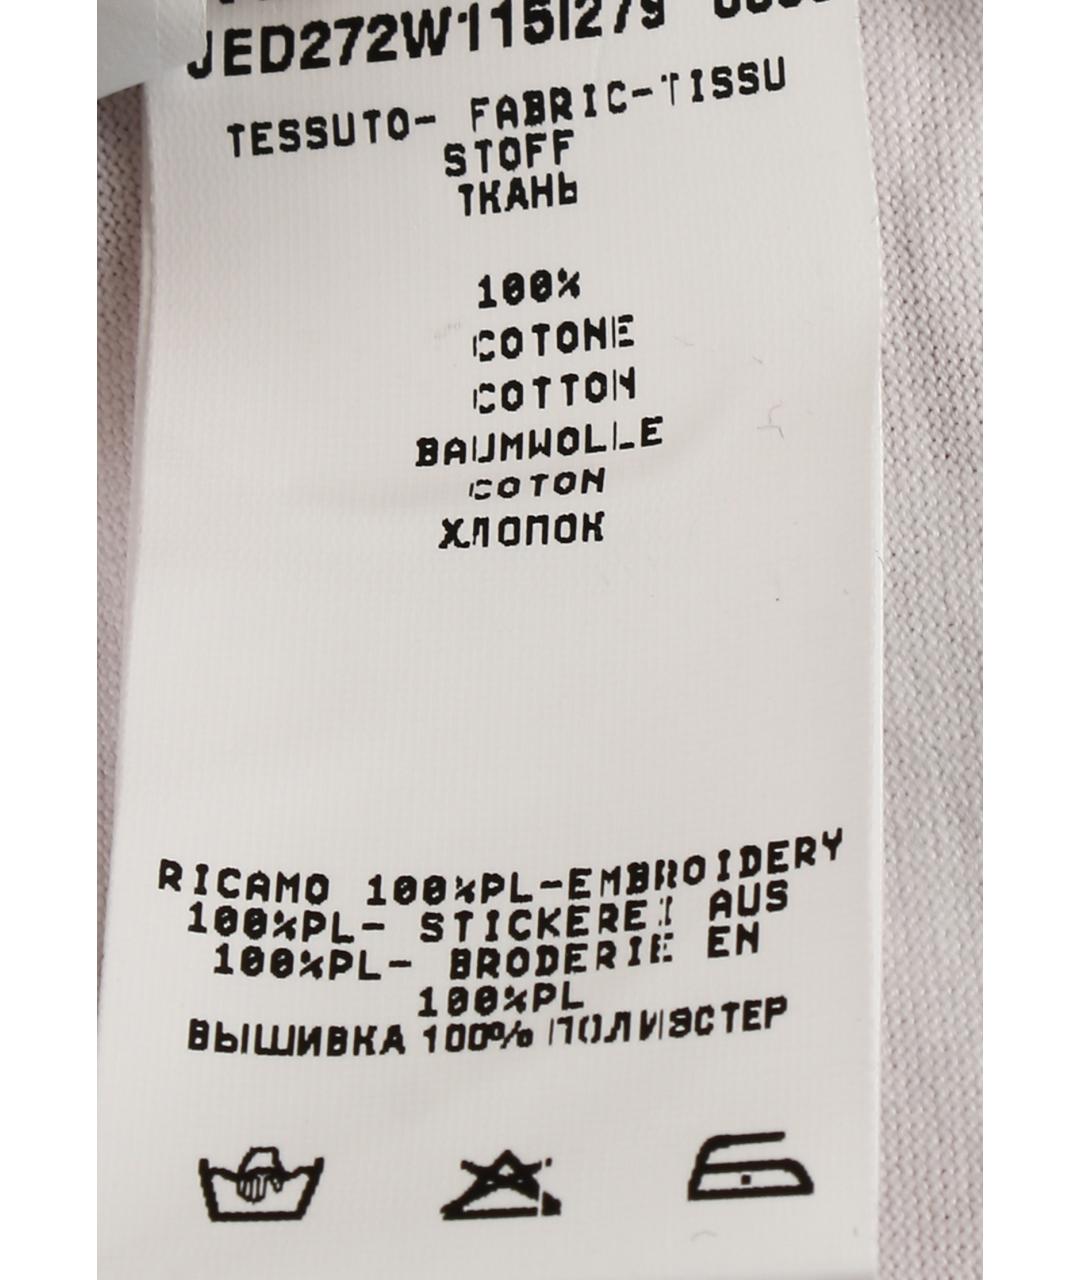 JED272W115I279
TESSUTO- FABRIC-TISSU
STOFF
ТКАНЬ
100%
COTONE
COTTON
BAUMWOLLE
COTON
ХЛОПОК
RICAMO 100%PL-EMBROIDERY
100%PL- STICKEREI AUS
100%PL- BRODERIE EN
100%PL
ВЫШИВКА 100% ПОЛИЭСТЕР